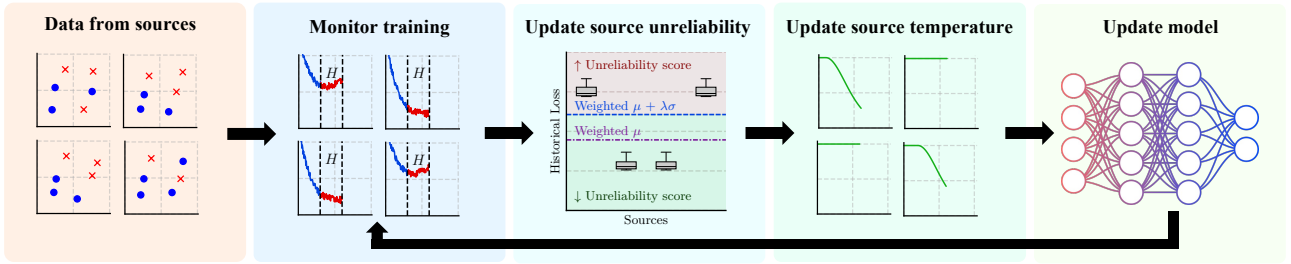 Data from sources
Monitor training
H
H
H
H
Update source unreliability
↑ Unreliability score
Weighted μ + λσ
Weighted μ
↓ Unreliability score
Historical Loss
Sources
Update source temperature
Update model